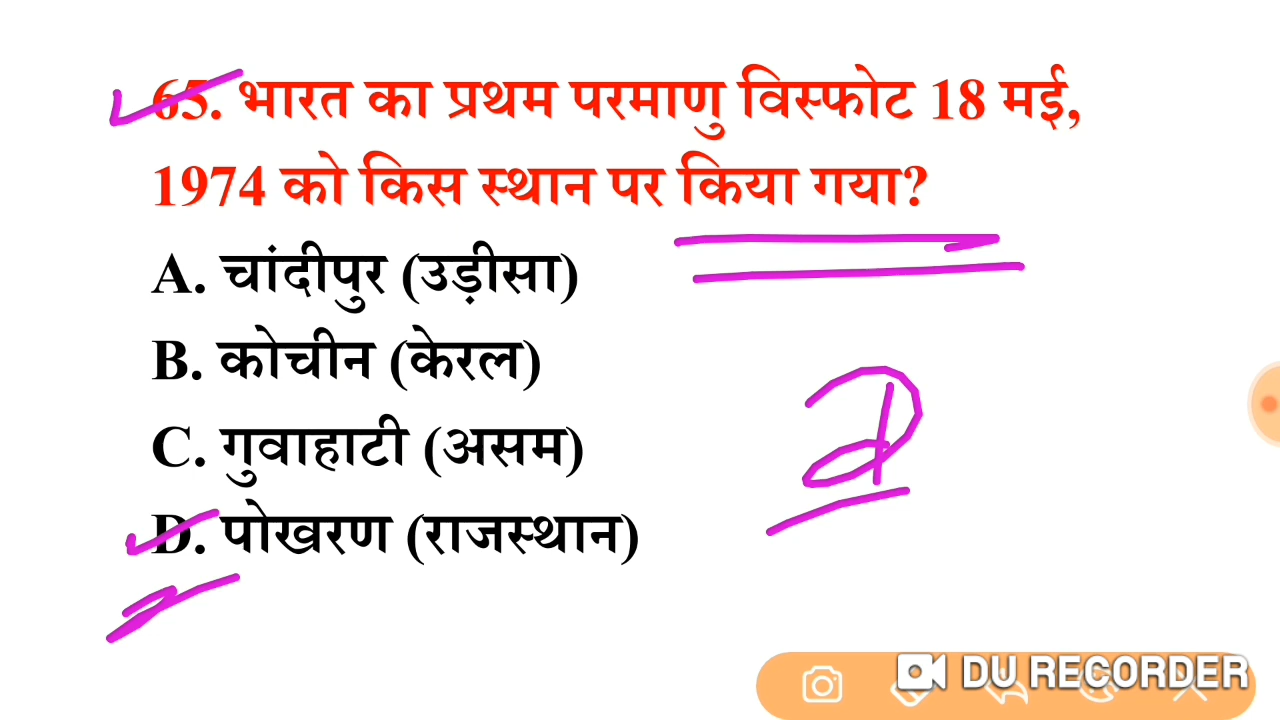 65. भारत का प्रथम परमाणु विस्फोट 18 मई,
1974 को किस स्थान पर किया गया?
A. चांदीपुर (उड़ीसा)
B. कोचीन (केरल)
C. गुवाहाटी (असम)
D. पोखरण (राजस्थान)
DU RECORDER